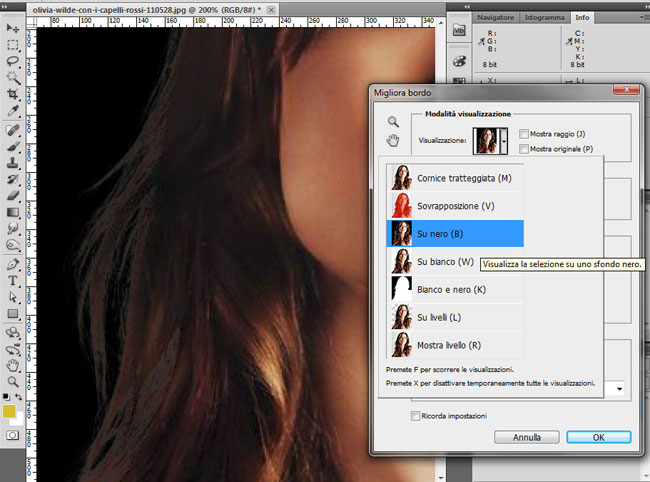 olivia-wilde-con-i-capelli-rossi-110528.jpg @ 200% (RGB/8#) *
80 100 120 140 160 180 200 220 240 260 280 300 320 340
Navigatore Istogramma Info
R :
G :
B :
8 bit
C :
M :
Y :
K :
8 bit
X :
L :
Migliora bordo
Modalità visualizzazione
Visualizzazione:
Mostra raggio (J)
Mostra originale (P)
Cornice tratteggiata (M)
Sovrapposizione (V)
Su nero (B)
Su bianco (W)
Visualizza la selezione su uno sfondo nero.
Bianco e nero (K)
Su livelli (L)
Mostra livello (R)
Premete F per scorrere le visualizzazioni.
Premete X per disattivare temporaneamente tutte le visualizzazioni.
Ricorda impostazioni
Annulla OK